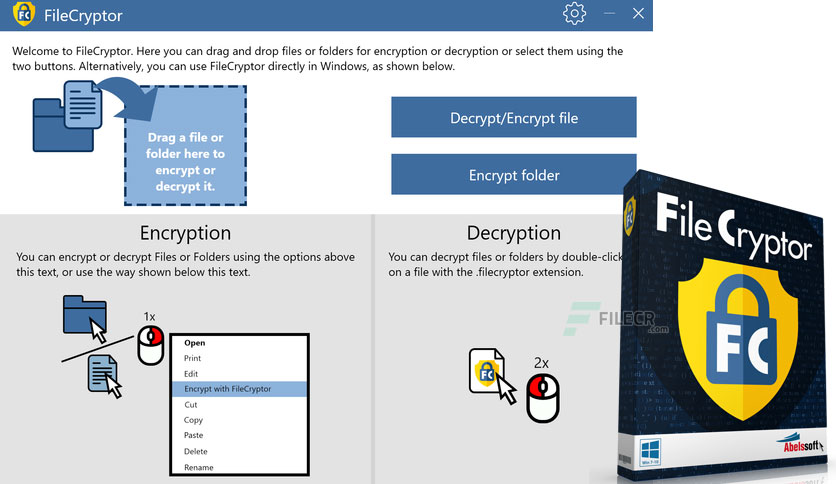 FC
FileCryptor
Welcome to FileCryptor. Here you can drag and drop files or folders for encryption or decryption or select them using the
two buttons. Alternatively, you can use FileCryptor directly in Windows, as shown below.
Drag a file or
folder here to
encrypt or
decrypt it.
Decrypt/Encrypt file
Encrypt folder
Encryption
You can encrypt or decrypt Files or Folders using the options above
this text, or use the way shown below this text.
1x
Open
Print
Edit
Encrypt with FileCryptor
Cut
Copy
Paste
Delete
Rename
Decryption
You can decrypt files or folders by double-click
on a file with the .filecryptor extension.
FC
2x
FILECR
.com
FC
File Cryptor
FC
Win 7-10
Abelssoft